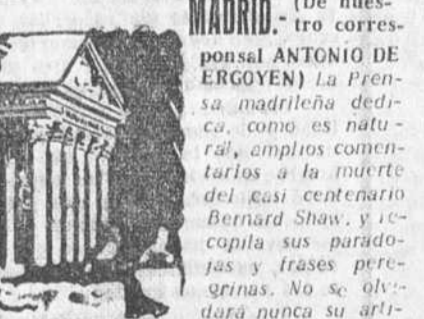 MADRID.- (De nues-
tro corres-
ponsal ANTONIO DE
ERGOYEN) La Pren-
sa madrileña dedi-
ca, como es natu-
ral, amplios comen-
tarios a la muerte
del casi centenario
Bernard Shaw, y re-
copila sus parado-
jas y frases pere-
grinas. No se olvi-
dará nunca su artí-